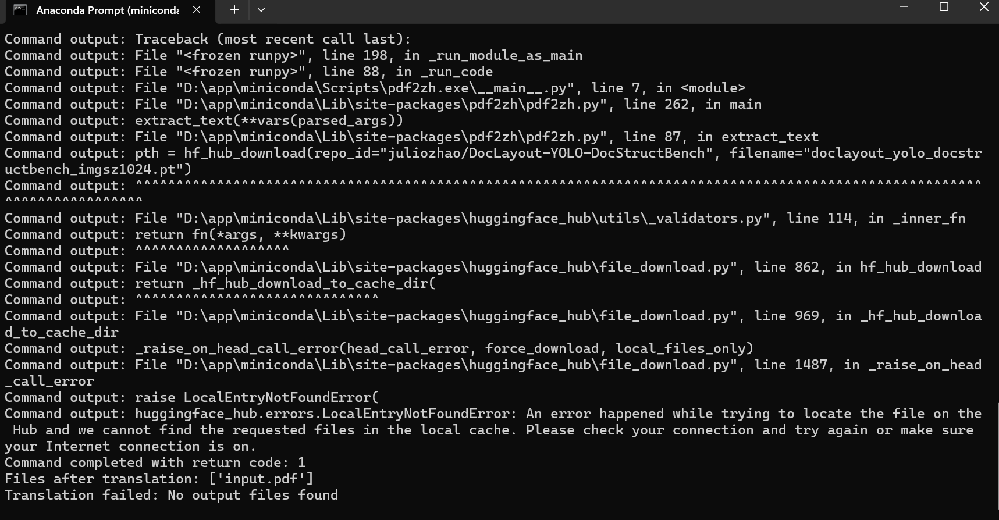 Anaconda Prompt (miniconda
Command output: Traceback (most recent call last):
Command output: File "<frozen runpy>", line 198, in _run_module_as_main
Command output: File "<frozen runpy>", line 88, in _run_code
Command output: File "D:\app\miniconda\Scripts\pdf2zh.exe\__main__.py", line 7, in <module>
Command output: File "D:\app\miniconda\Lib\site-packages\pdf2zh\pdf2zh.py", line 262, in main
Command output: extract_text(**vars(parsed_args))
Command output: File "D:\app\miniconda\Lib\site-packages\pdf2zh\pdf2zh.py", line 87, in extract_text
Command output: pth = hf_hub_download(repo_id="juliozhao/DocLayout-YOLO-DocStructBench", filename="doclayout_yolo_docstr
uctbench_imgsz1024.pt")
Command output: ^^^^^^^^^^^^^^^^^^^^^^^^^^^^^^^^^^^^^^^^^^^^^^^^^^^^^^^^^^^^^^^^^^^^^^^^^^^^^^^^^^^^^^^^^^^^^^^^^^^^^^^^
^^^^^^^^^^^^^^^^^
Command output: File "D:\app\miniconda\Lib\site-packages\huggingface_hub\utils\_validators.py", line 114, in _inner_fn
Command output: return fn(*args, **kwargs)
Command output: ^^^^^^^^^^^^^^^^^^^
Command output: File "D:\app\miniconda\Lib\site-packages\huggingface_hub\file_download.py", line 862, in hf_hub_download
Command output: return _hf_hub_download_to_cache_dir(
Command output: ^^^^^^^^^^^^^^^^^^^^^^^^^^^^^^
Command output: File "D:\app\miniconda\Lib\site-packages\huggingface_hub\file_download.py", line 969, in _hf_hub_downloa
d_to_cache_dir
Command output: _raise_on_head_call_error(head_call_error, force_download, local_files_only)
Command output: File "D:\app\miniconda\Lib\site-packages\huggingface_hub\file_download.py", line 1487, in _raise_on_head
_call_error
Command output: raise LocalEntryNotFoundError(
Command output: huggingface_hub.errors.LocalEntryNotFoundError: An error happened while trying to locate the file on the
 Hub and we cannot find the requested files in the local cache. Please check your connection and try again or make sure
your Internet connection is on.
Command completed with return code: 1
Files after translation: ['input.pdf']
Translation failed: No output files found